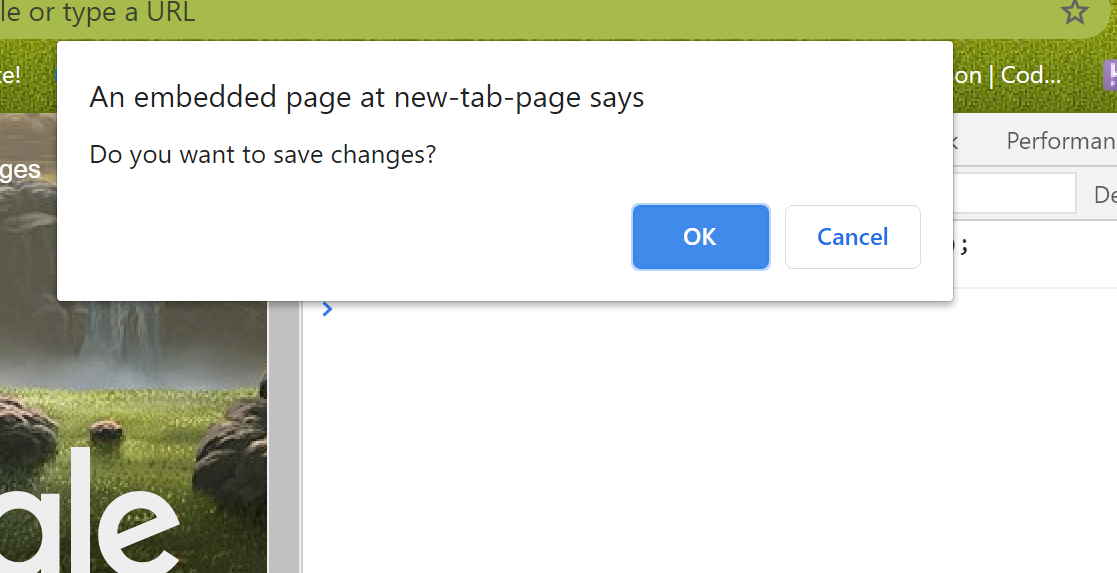 le or type a URL
te!
on | Cod...
An embedded page at new-tab-page says
Do you want to save changes?
ges
Performan
De
OK
Cancel
);
gle